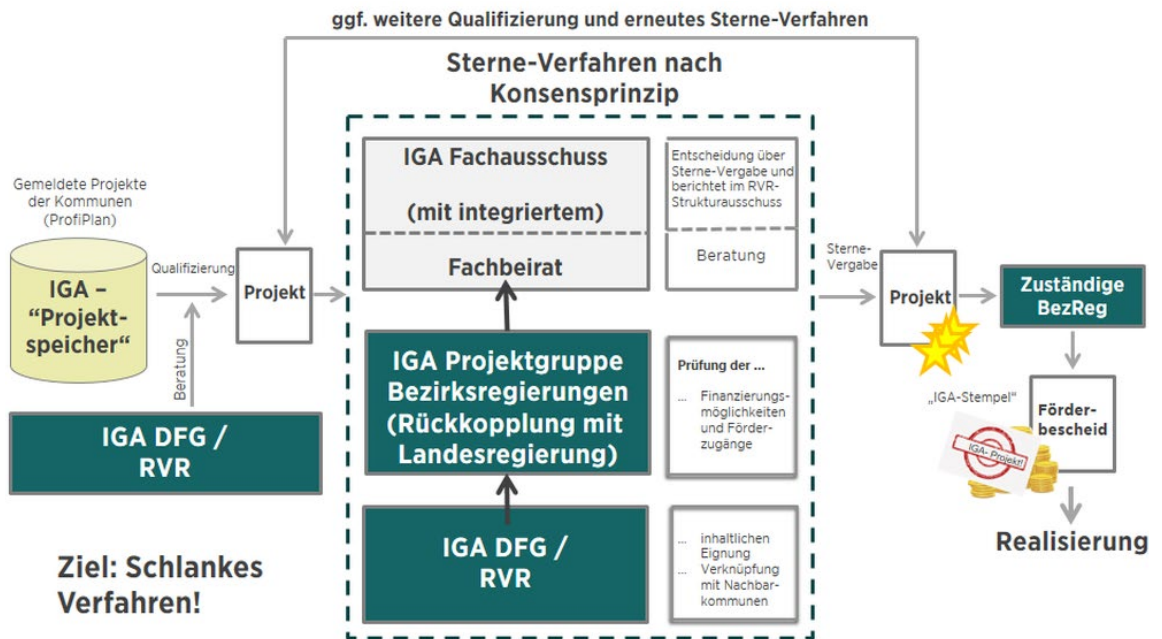 ggf. weitere Qualifizierung und erneutes Sterne-Verfahren
Sterne-Verfahren nach
Konsensprinzip
Gemeldete Projekte
der Kommunen
(ProfiPlan)
IGA –
“Projekt-
speicher“
Qualifizierung
Beratung
Projekt
IGA DFG /
RVR
Ziel: Schlankes
Verfahren!
IGA Fachausschuss
(mit integriertem)
Fachbeirat
Entscheidung über
Sterne-Vergabe und
berichtet im RVR-
Strukturausschuss
Beratung
IGA Projektgruppe
Bezirksregierungen
(Rückkopplung mit
Landesregierung)
Prüfung der ...
... Finanzierungs-
möglichkeiten
und Förder-
zugänge
IGA DFG /
RVR
... inhaltlichen
Eignung
... Verknüpfung
mit Nachbar-
kommunen
Sterne-
Vergabe
Projekt
Zuständige
BezReg
„IGA-Stempel“
Förder-
bescheid
IGA- Projekt!
Realisierung